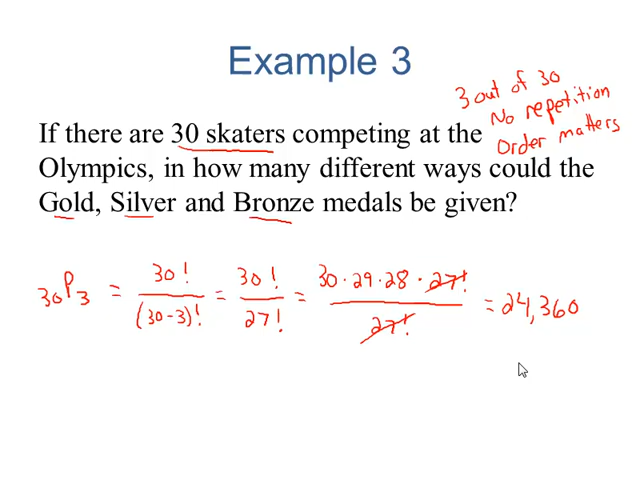 Example 3
3 out of 30
No repetition
Order matters
If there are 30 skaters competing at the
Olympics, in how many different ways could the
Gold, Silver and Bronze medals be given?
30P3 = 30! / (30-3)! = 30! / 27! = 30·29·28·27! / 27! = 24,360